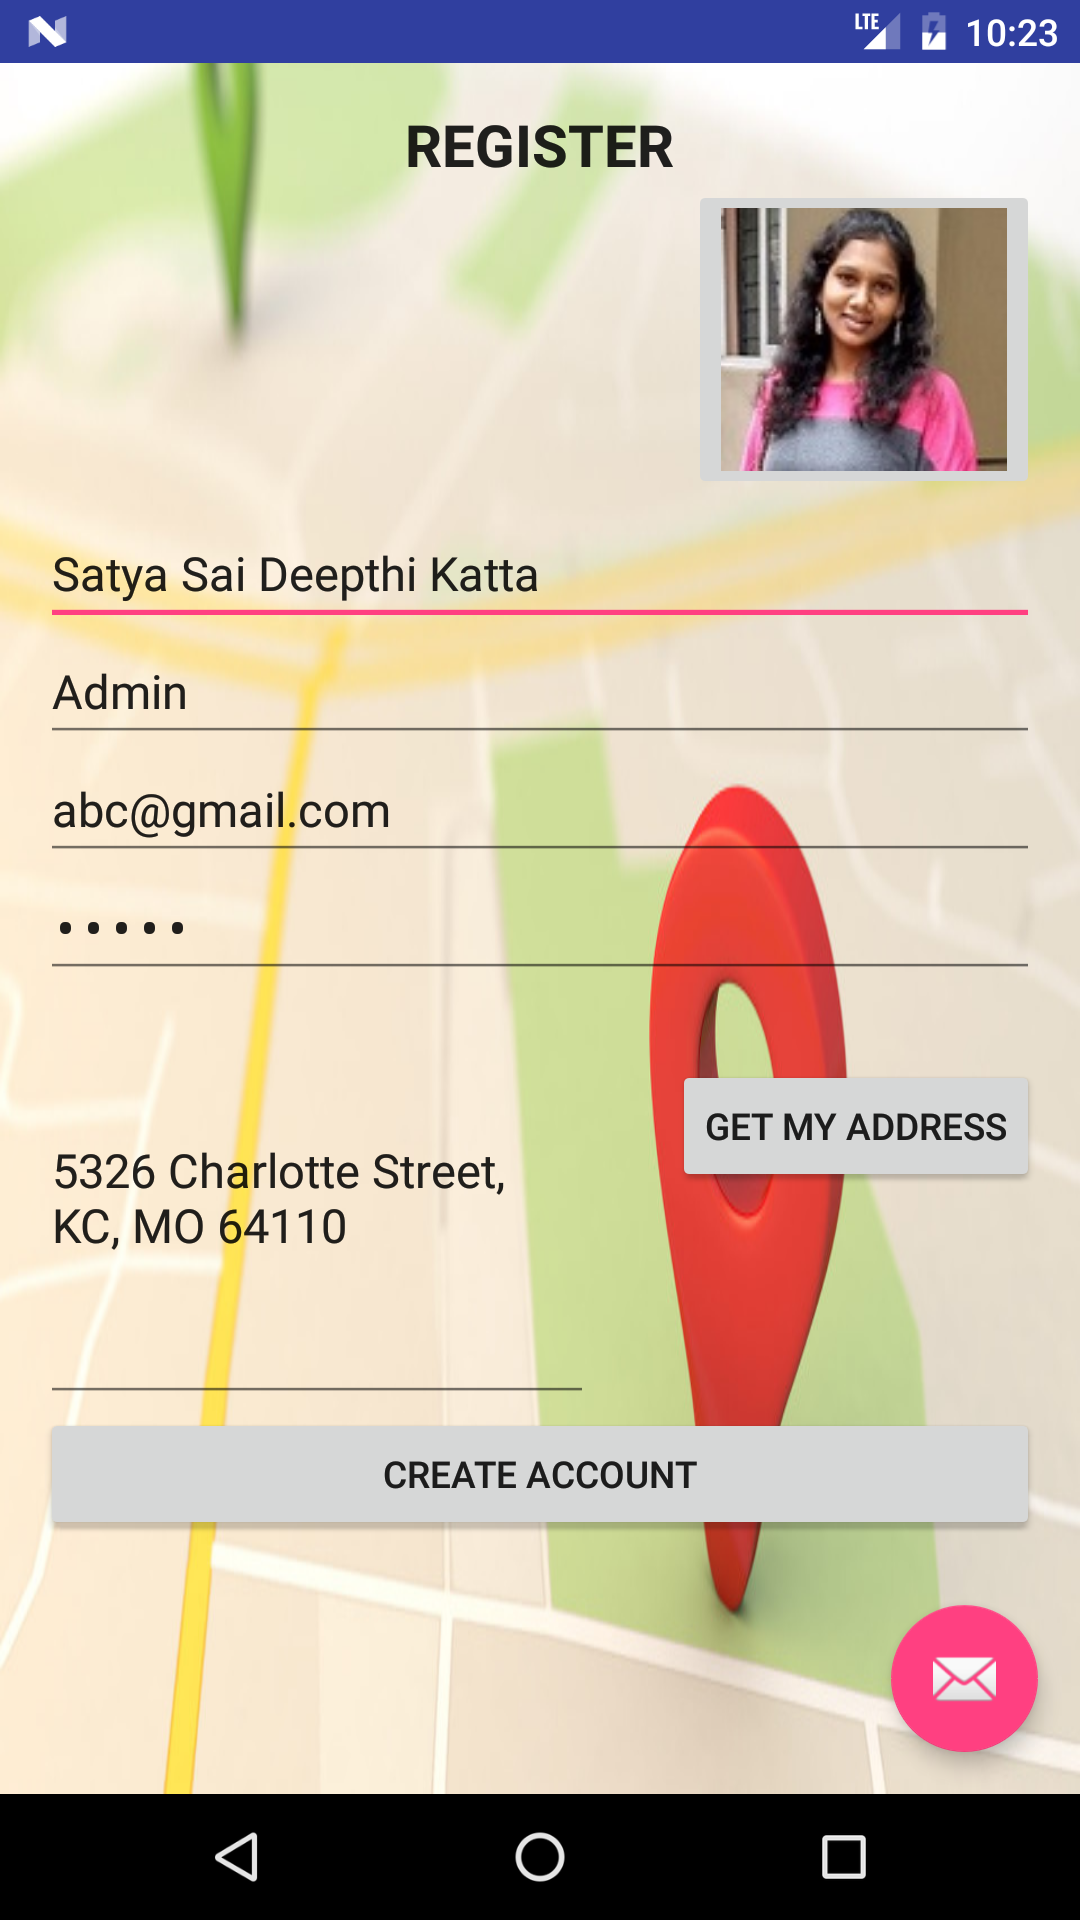 LTE 10:23
REGISTER
Satya Sai Deepthi Katta
Admin
abc@gmail.com
•••••
GET MY ADDRESS
5326 Charlotte Street,
KC, MO 64110
CREATE ACCOUNT